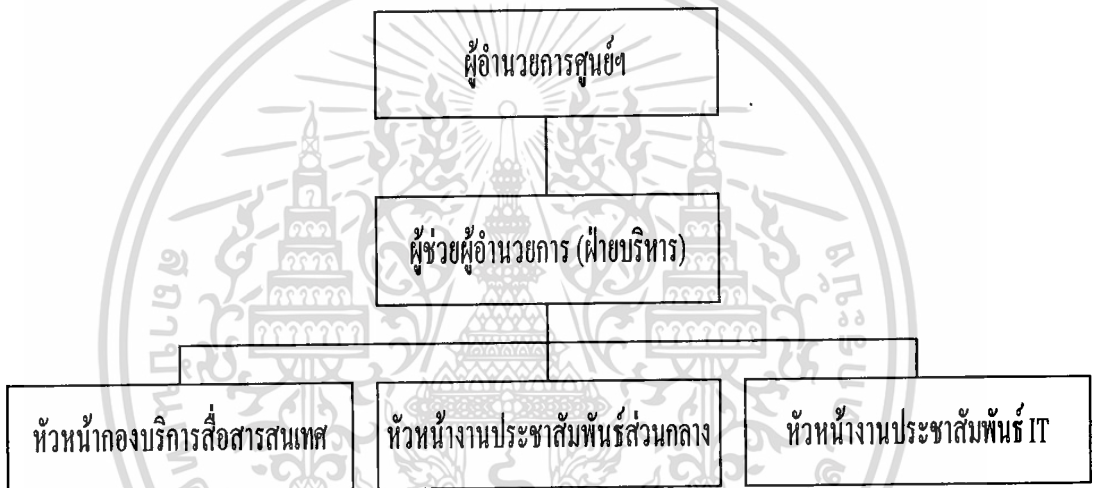 ผู้อำนวยการศูนย์ฯ
ผู้ช่วยผู้อำนวยการ (ฝ่ายบริหาร)
หัวหน้ากองบริการสื่อสารสนเทศ
หัวหน้างานประชาสัมพันธ์ส่วนกลาง
หัวหน้างานประชาสัมพันธ์ IT